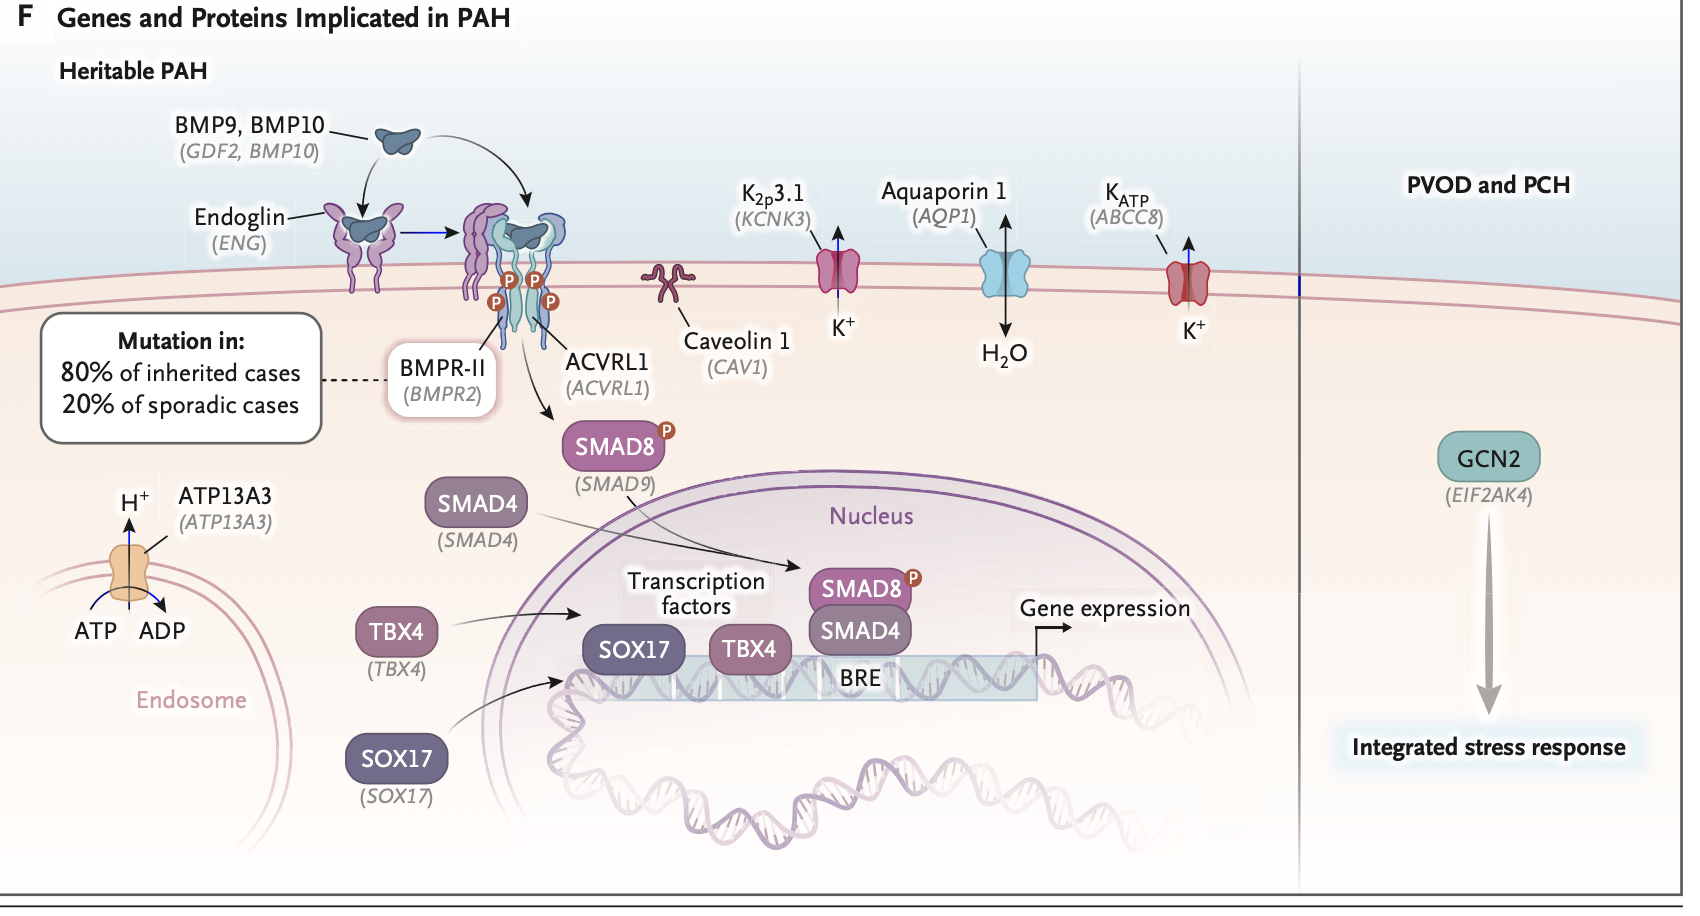 F Genes and Proteins Implicated in PAH
Heritable PAH
BMP9, BMP10
(GDF2, BMP10)
Endoglin
(ENG)
K2P3.1
(KCNK3)
Aquaporin 1
(AQP1)
KATP
(ABCC8)
PVOD and PCH
P
P
P
P
K+
H2O
K+
Caveolin 1
(CAV1)
Mutation in:
80% of inherited cases
20% of sporadic cases
BMPR-II
(BMPR2)
ACVRL1
(ACVRL1)
SMAD8
P
(SMAD9)
SMAD4
(SMAD4)
GCN2
(EIF2AK4)
H+
ATP13A3
(ATP13A3)
ATP ADP
Endosome
Nucleus
Transcription
factors
SMAD8
P
SMAD4
Gene expression
TBX4
(TBX4)
SOX17
TBX4
BRE
SOX17
(SOX17)
Integrated stress response